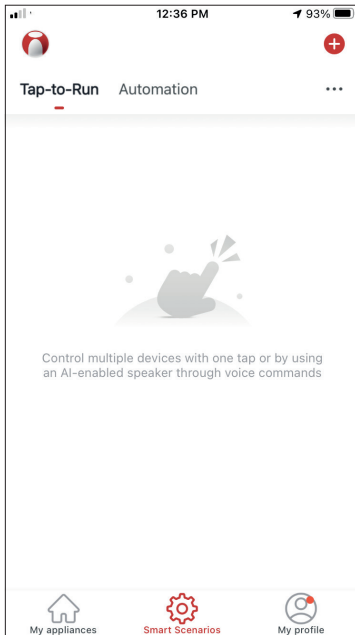 12:36 PM
93%
Tap-to-Run Automation
Control multiple devices with one tap or by using
an AI-enabled speaker through voice commands
My appliances Smart Scenarios My profile